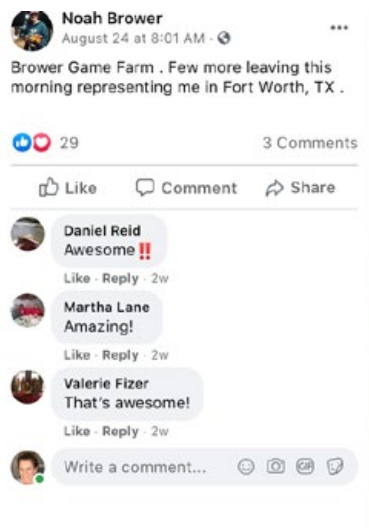 Noah Brower
August 24 at 8:01 AM ·
Brower Game Farm . Few more leaving this
morning representing me in Fort Worth, TX .
29
3 Comments
Like
Comment
Share
Daniel Reid
Awesome‼️
Like · Reply · 2w
Martha Lane
Amazing!
Like · Reply · 2w
Valerie Fizer
That's awesome!
Like · Reply · 2w
Write a comment...
GIF